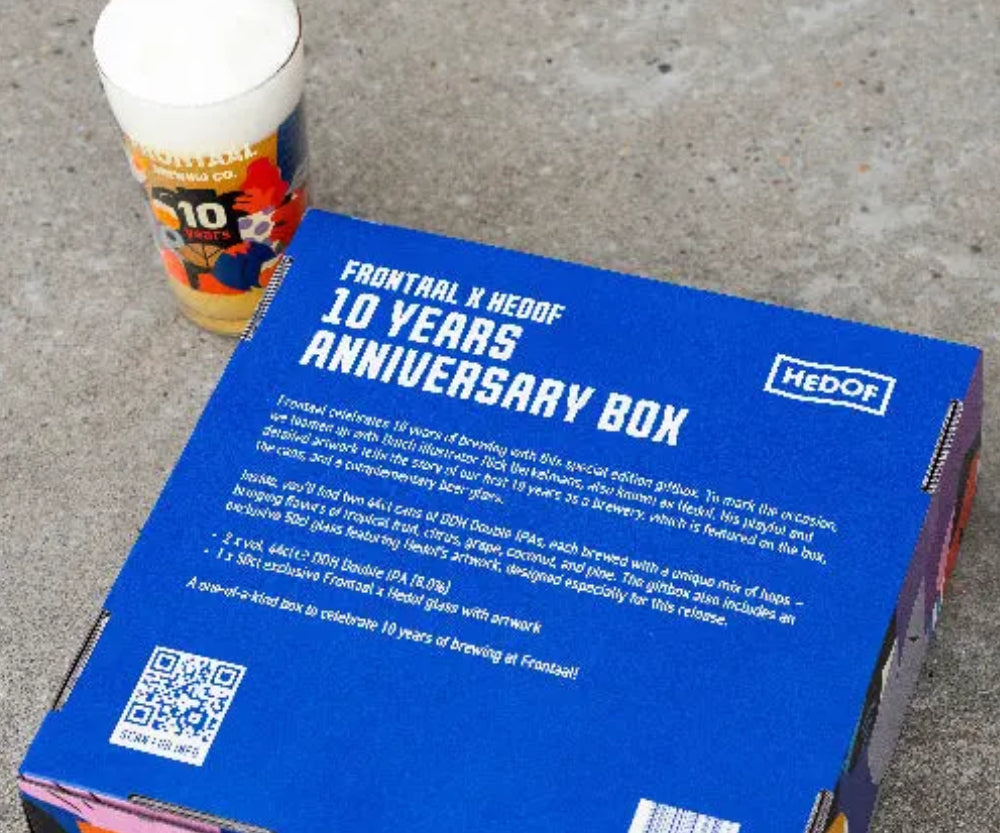 FRONTAAL
BREWING CO.
10
years
FRONTAAL X HEDOF
10 YEARS
ANNIVERSARY BOX
HEDOF
Frontaal celebrates 10 years of brewing with this special edition giftbox. To mark the occasion,
we teamed up with Dutch illustrator Rick Berkelmans, also known as Hedof. His playful and
detailed artwork tells the story of our first 10 years as a brewery, which is featured on the box,
the cans, and a complementary beer glass.
Inside, you'll find two 44cl cans of DDH Double IPAs, each brewed with a unique mix of hops –
bringing flavours of tropical fruit, citrus, grape, coconut, and pine. The giftbox also includes an
exclusive 50cl glass featuring Hedof's artwork, designed especially for this release.
• 2 x vol. 44cl DDH Double IPA (8,0%)
• 1 x 50cl exclusive Frontaal x Hedof glass with artwork
A one-of-a-kind box to celebrate 10 years of brewing at Frontaal!
SCAN FOR INFO